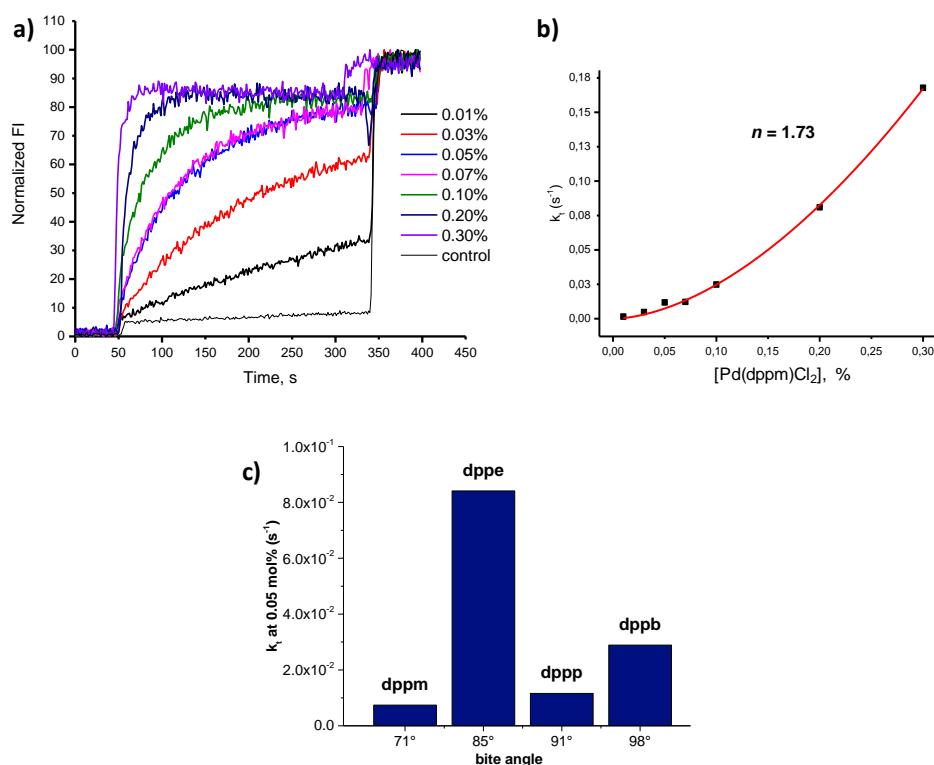 a)
Normalized FI
110
100
90
80
70
60
50
40
30
20
10
0
0 50 100 150 200 250 300 350 400 450
Time, s
0.01%
0.03%
0.05%
0.07%
0.10%
0.20%
0.30%
control
b)
kₜ (s⁻¹)
0,18
0,15
0,13
0,10
0,08
0,05
0,03
0,00
n = 1.73
0,00 0,05 0,10 0,15 0,20 0,25 0,30
[Pd(dppm)Cl₂], %
c)
kₜ at 0.05 mol% (s⁻¹)
1.0x10⁻¹
8.0x10⁻²
6.0x10⁻²
4.0x10⁻²
2.0x10⁻²
0.0
dppm
dppe
dppp
dppb
71° 85° 91° 98°
bite angle